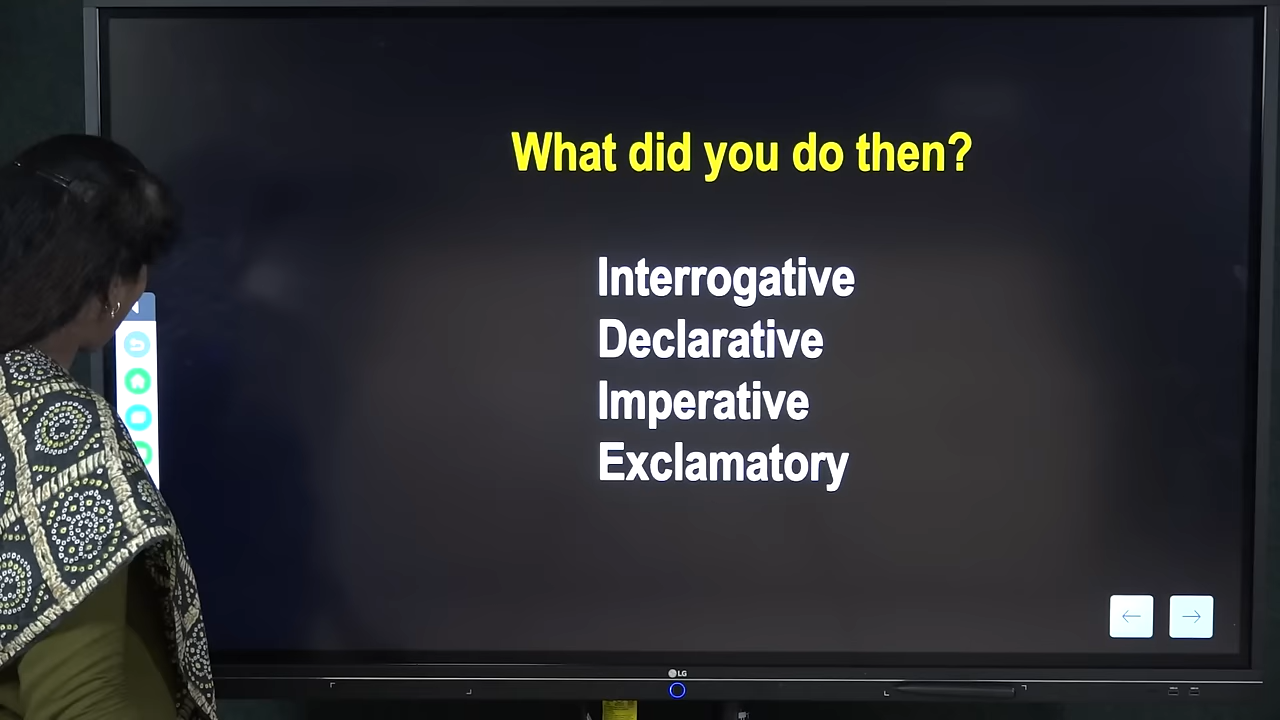 What did you do then?
Interrogative
Declarative
Imperative
Exclamatory
LG